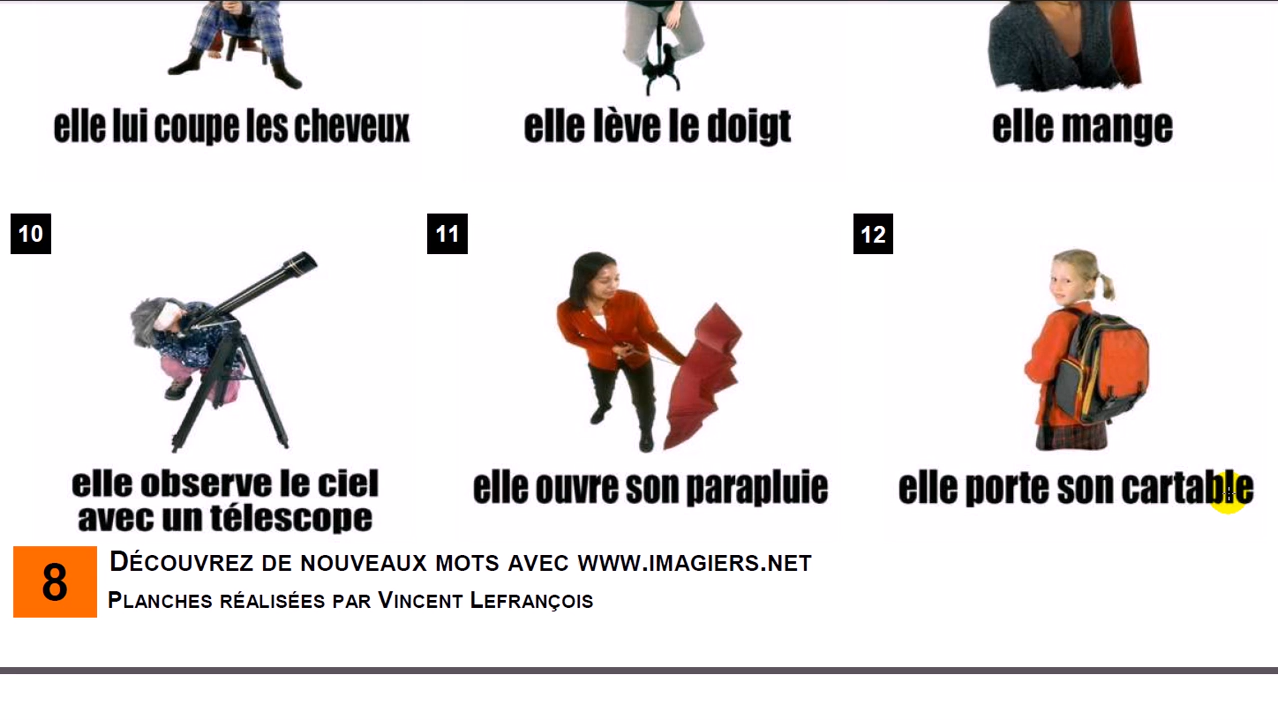 elle lui coupe les cheveux
elle lève le doigt
elle mange
10
11
12
elle observe le ciel
avec un télescope
elle ouvre son parapluie
elle porte son cartable
8
DÉCOUVREZ DE NOUVEAUX MOTS AVEC WWW.IMAGIERS.NET
PLANCHES RÉALISÉES PAR VINCENT LEFRANÇOIS